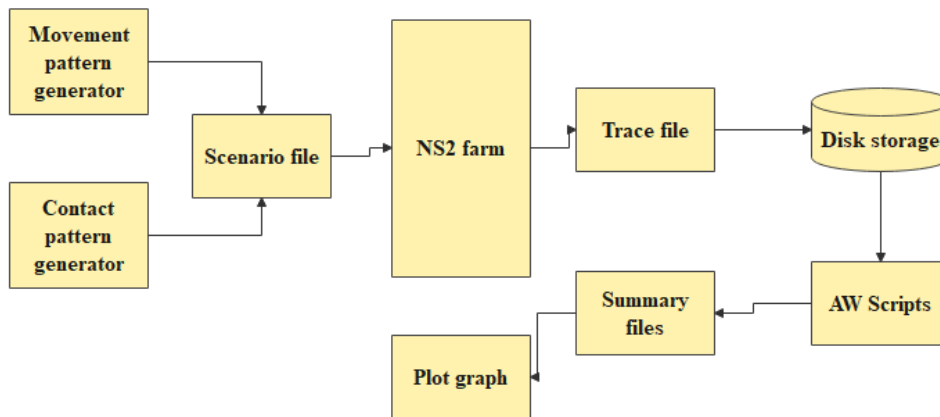 Movement
pattern
generator
Contact
pattern
generator
Scenario file
NS2 farm
Trace file
Disk storage
AW Scripts
Summary
files
Plot graph